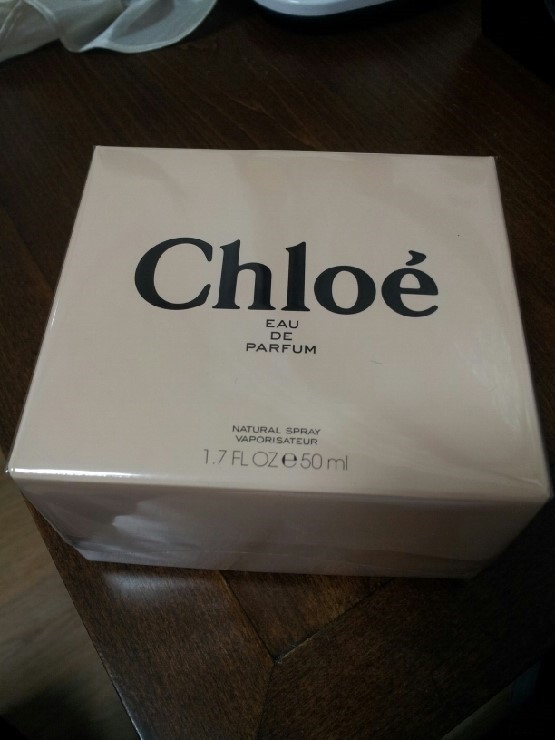 Chloé
EAU
DE
PARFUM
NATURAL SPRAY
VAPORISATEUR
1.7 FL OZ ℮ 50 ml